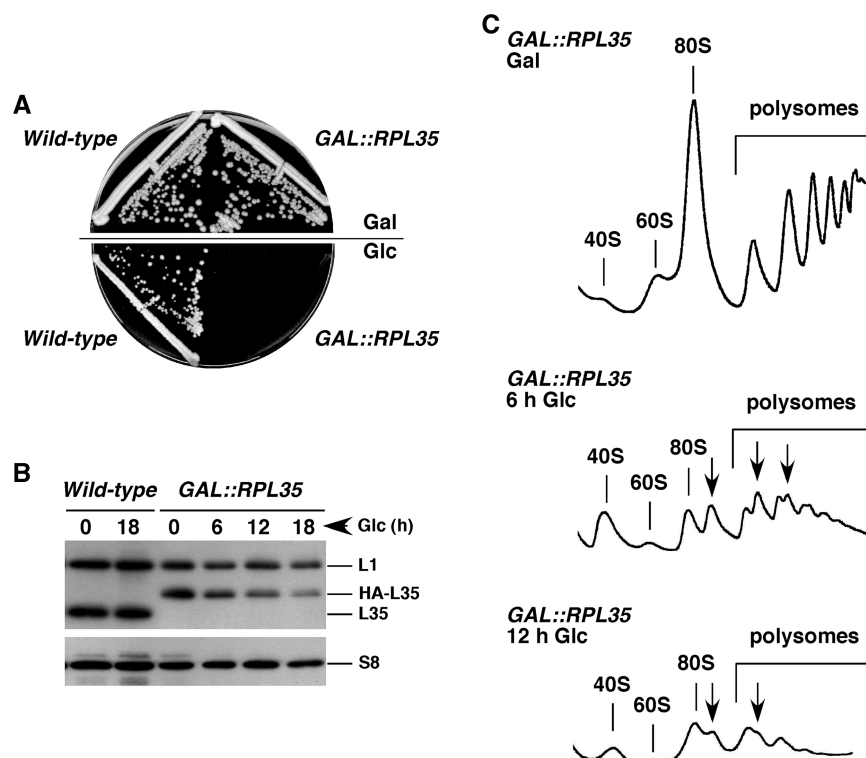 A
Wild-type
GAL::RPL35
Gal
Glc
Wild-type
GAL::RPL35
B
Wild-type GAL::RPL35
0 18 0 6 12 18 Glc (h)
L1
HA-L35
L35
S8
C
GAL::RPL35
Gal
80S
polysomes
60S
40S
GAL::RPL35
6 h Glc
polysomes
80S
40S
60S
GAL::RPL35
12 h Glc
polysomes
80S
40S
60S